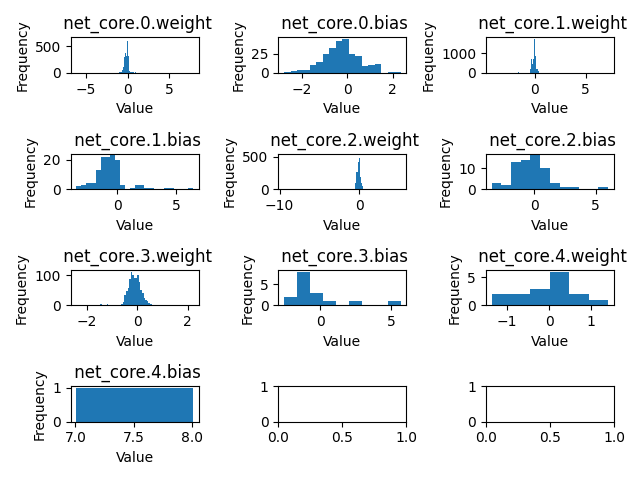 net_core.0.weight net_core.0.bias net_core.1.weight
Frequency 500 0 Frequency 25 0 Frequency 1000 0
−5 0 5 −2 0 2 0 5
Value Value Value
net_core.1.bias net_core.2.weight net_core.2.bias
Frequency 20 10 0 Frequency 500 0 Frequency 10 0
0 5 −10 0 0 5
Value Value Value
net_core.3.weight net_core.3.bias net_core.4.weight
Frequency 100 0 Frequency 5 0 Frequency 5 0
−2 0 2 0 5 −1 0 1
Value Value Value
net_core.4.bias
Frequency 1 0 1 0 1 0
7.0 7.5 8.0 0.0 0.5 1.0 0.0 0.5 1.0
Value